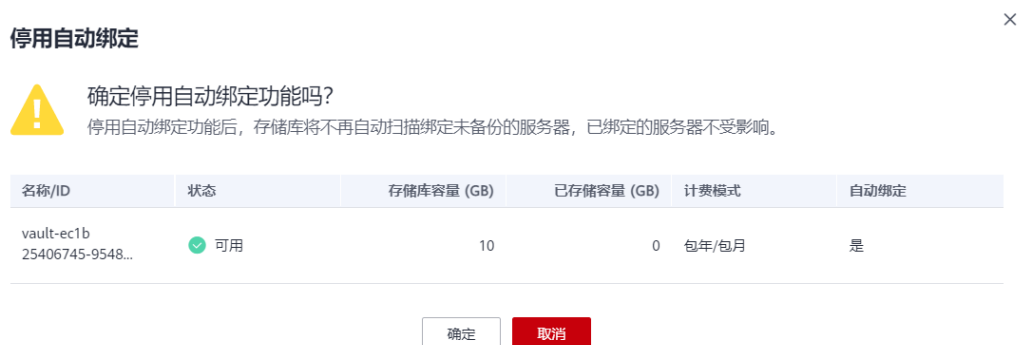 停用自动绑定
确定停用自动绑定功能吗?
停用自动绑定功能后，存储库将不再自动扫描绑定未备份的服务器，已绑定的服务器不受影响。
名称/ID 状态 存储库容量 (GB) 已存储容量 (GB) 计费模式 自动绑定
vault-ec1b
25406745-9548... 可用 10 0 包年/包月 是
确定 取消